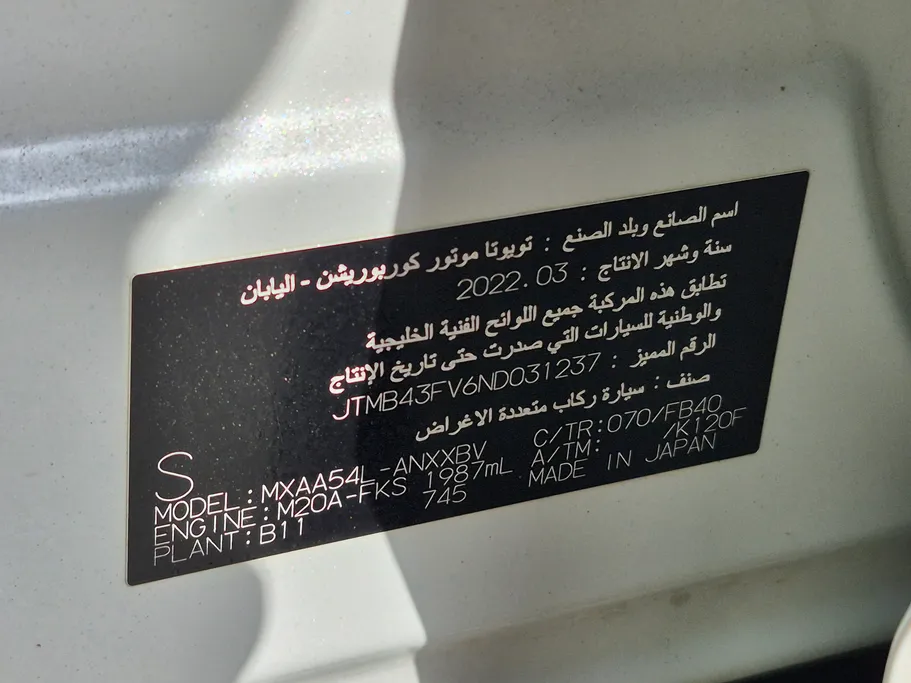 اسم الصانع وبلد الصنع : تويوتا موتور كوربوريشن - اليابان
سنة وشهر الانتاج : 2022.03
تطابق هذه المركبة جميع اللوائح الفنية الخليجية
والوطنية للسيارات التي صدرت حتى تاريخ الإنتاج
الرقم المميز : JTMB43FV6ND031237
صنف : سيارة ركاب متعددة الاغراض
S
MODEL:MXAA54L-ANXXBV C/TR:070/FB40
ENGINE:M20A-FKS 1987mL A/TM: /K120F
PLANT:B11 745 MADE IN JAPAN